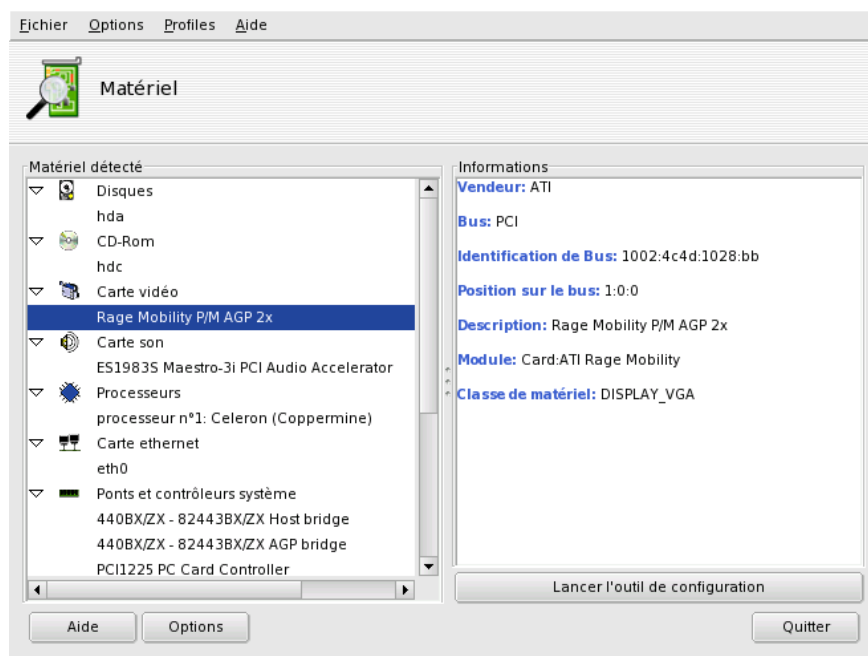 Fichier Options Profiles Aide
Matériel
Matériel détecté
Disques
hda
CD-Rom
hdc
Carte vidéo
Rage Mobility P/M AGP 2x
Carte son
ES1983S Maestro-3i PCI Audio Accelerator
Processeurs
processeur n°1: Celeron (Coppermine)
Carte ethernet
eth0
Ponts et contrôleurs système
440BX/ZX - 82443BX/ZX Host bridge
440BX/ZX - 82443BX/ZX AGP bridge
PCI1225 PC Card Controller
Informations
Vendeur: ATI
Bus: PCI
Identification de Bus: 1002:4c4d:1028:bb
Position sur le bus: 1:0:0
Description: Rage Mobility P/M AGP 2x
Module: Card:ATI Rage Mobility
Classe de matériel: DISPLAY_VGA
Lancer l'outil de configuration
Aide Options Quitter